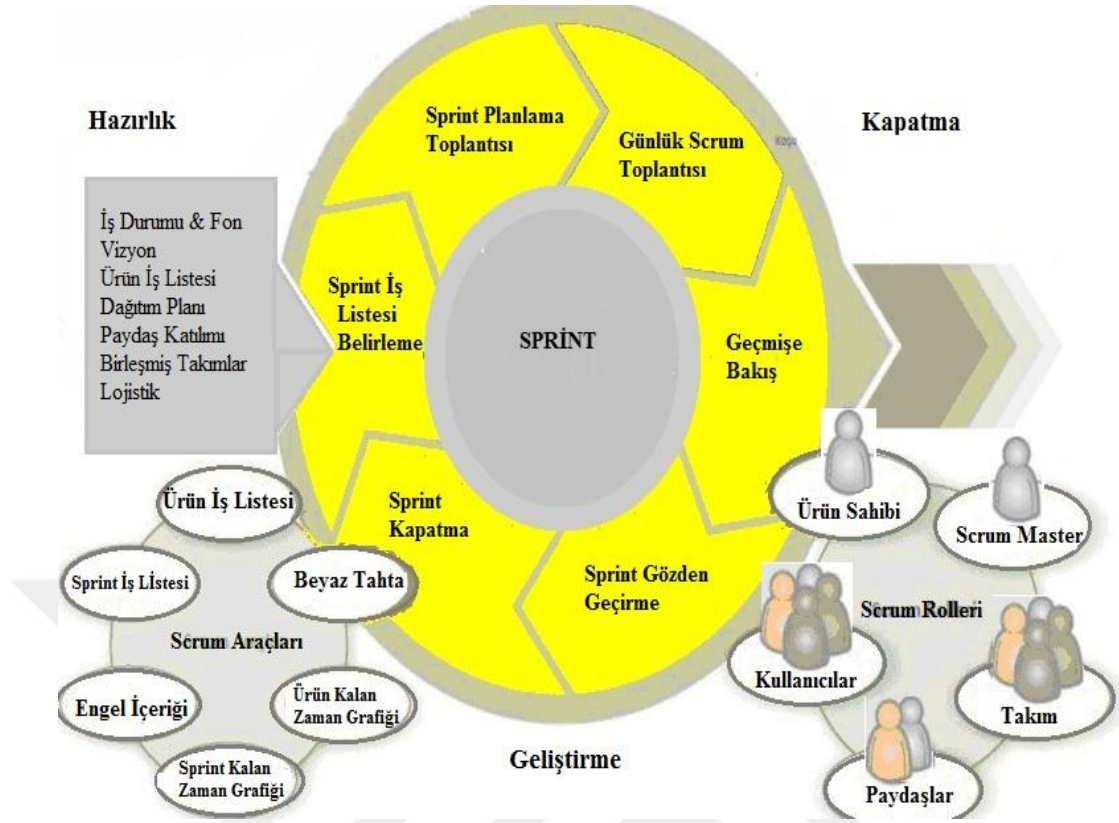 Hazırlık
Kapatma
Sprint Planlama
Toplantısı
Günlük Scrum
Toplantısı
İş Durumu & Fon
Vizyon
Ürün İş Listesi
Dağıtım Planı
Paydaş Katılımı
Birleşmiş Takımlar
Lojistik
Sprint İş
Listesi
Belirleme
SPRİNT
Geçmişe
Bakış
Sprint
Kapatma
Sprint Gözden
Geçirme
Ürün İş Listesi
Sprint İş Lİstesi
Beyaz Tahta
Scrum Araçları
Engel İçeriği
Ürün Kalan
Zaman Grafiği
Sprint Kalan
Zaman Grafiği
Geliştirme
Ürün Sahibi
Scrum Master
Scrum Rolleri
Kullanıcılar
Takım
Paydaşlar